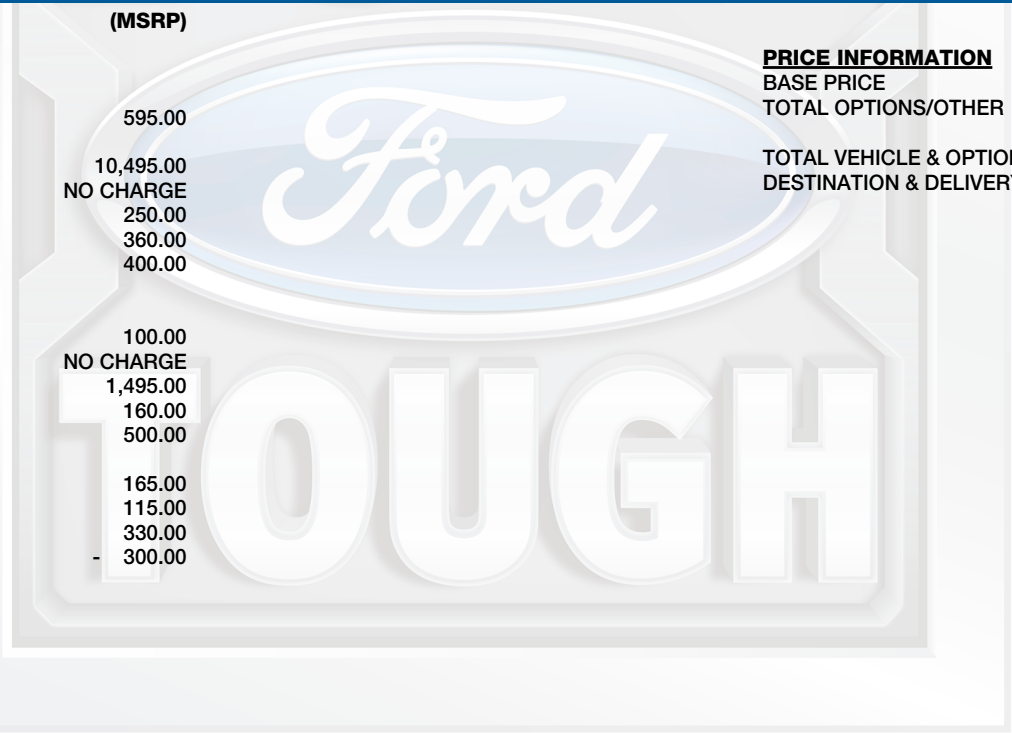 (MSRP)
595.00
10,495.00
NO CHARGE
250.00
360.00
400.00
100.00
NO CHARGE
1,495.00
160.00
500.00
165.00
115.00
330.00
- 300.00
PRICE INFORMATION
BASE PRICE
TOTAL OPTIONS/OTHER
TOTAL VEHICLE & OPTION
DESTINATION & DELIVERY
Ford
TOUGH